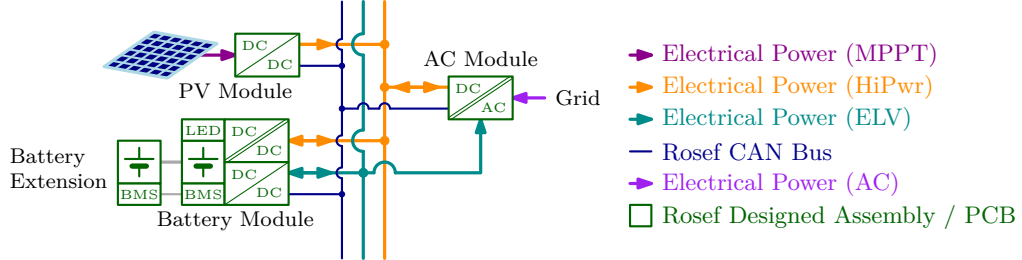 DC
DC
PV Module
AC Module
DC
AC
Grid
LED
DC
DC
Battery
Extension
BMS
BMS
DC
DC
Battery Module
Electrical Power (MPPT)
Electrical Power (HiPwr)
Electrical Power (ELV)
Rosef CAN Bus
Electrical Power (AC)
Rosef Designed Assembly / PCB